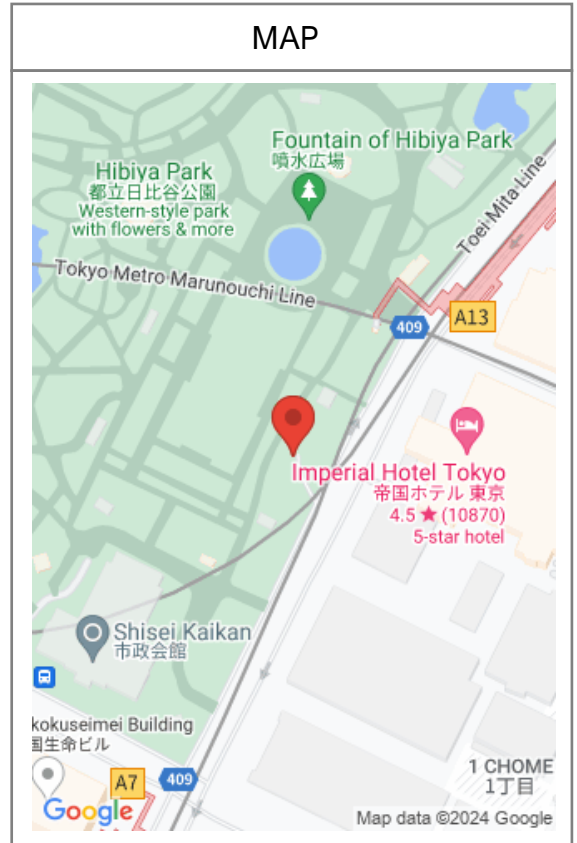 MAP
Fountain of Hibiya Park
噴水広場
Hibiya Park
都立日比谷公園
Western-style park
with flowers & more
Toei Mita Line
Tokyo Metro Marunouchi Line
409
A13
Imperial Hotel Tokyo
帝国ホテル 東京
4.5 ★ (10870)
5-star hotel
Shisei Kaikan
市政会館
kokuseimei Building
国生命ビル
1 CHOME
1丁目
A7
409
Google
Map data ©2024 Google